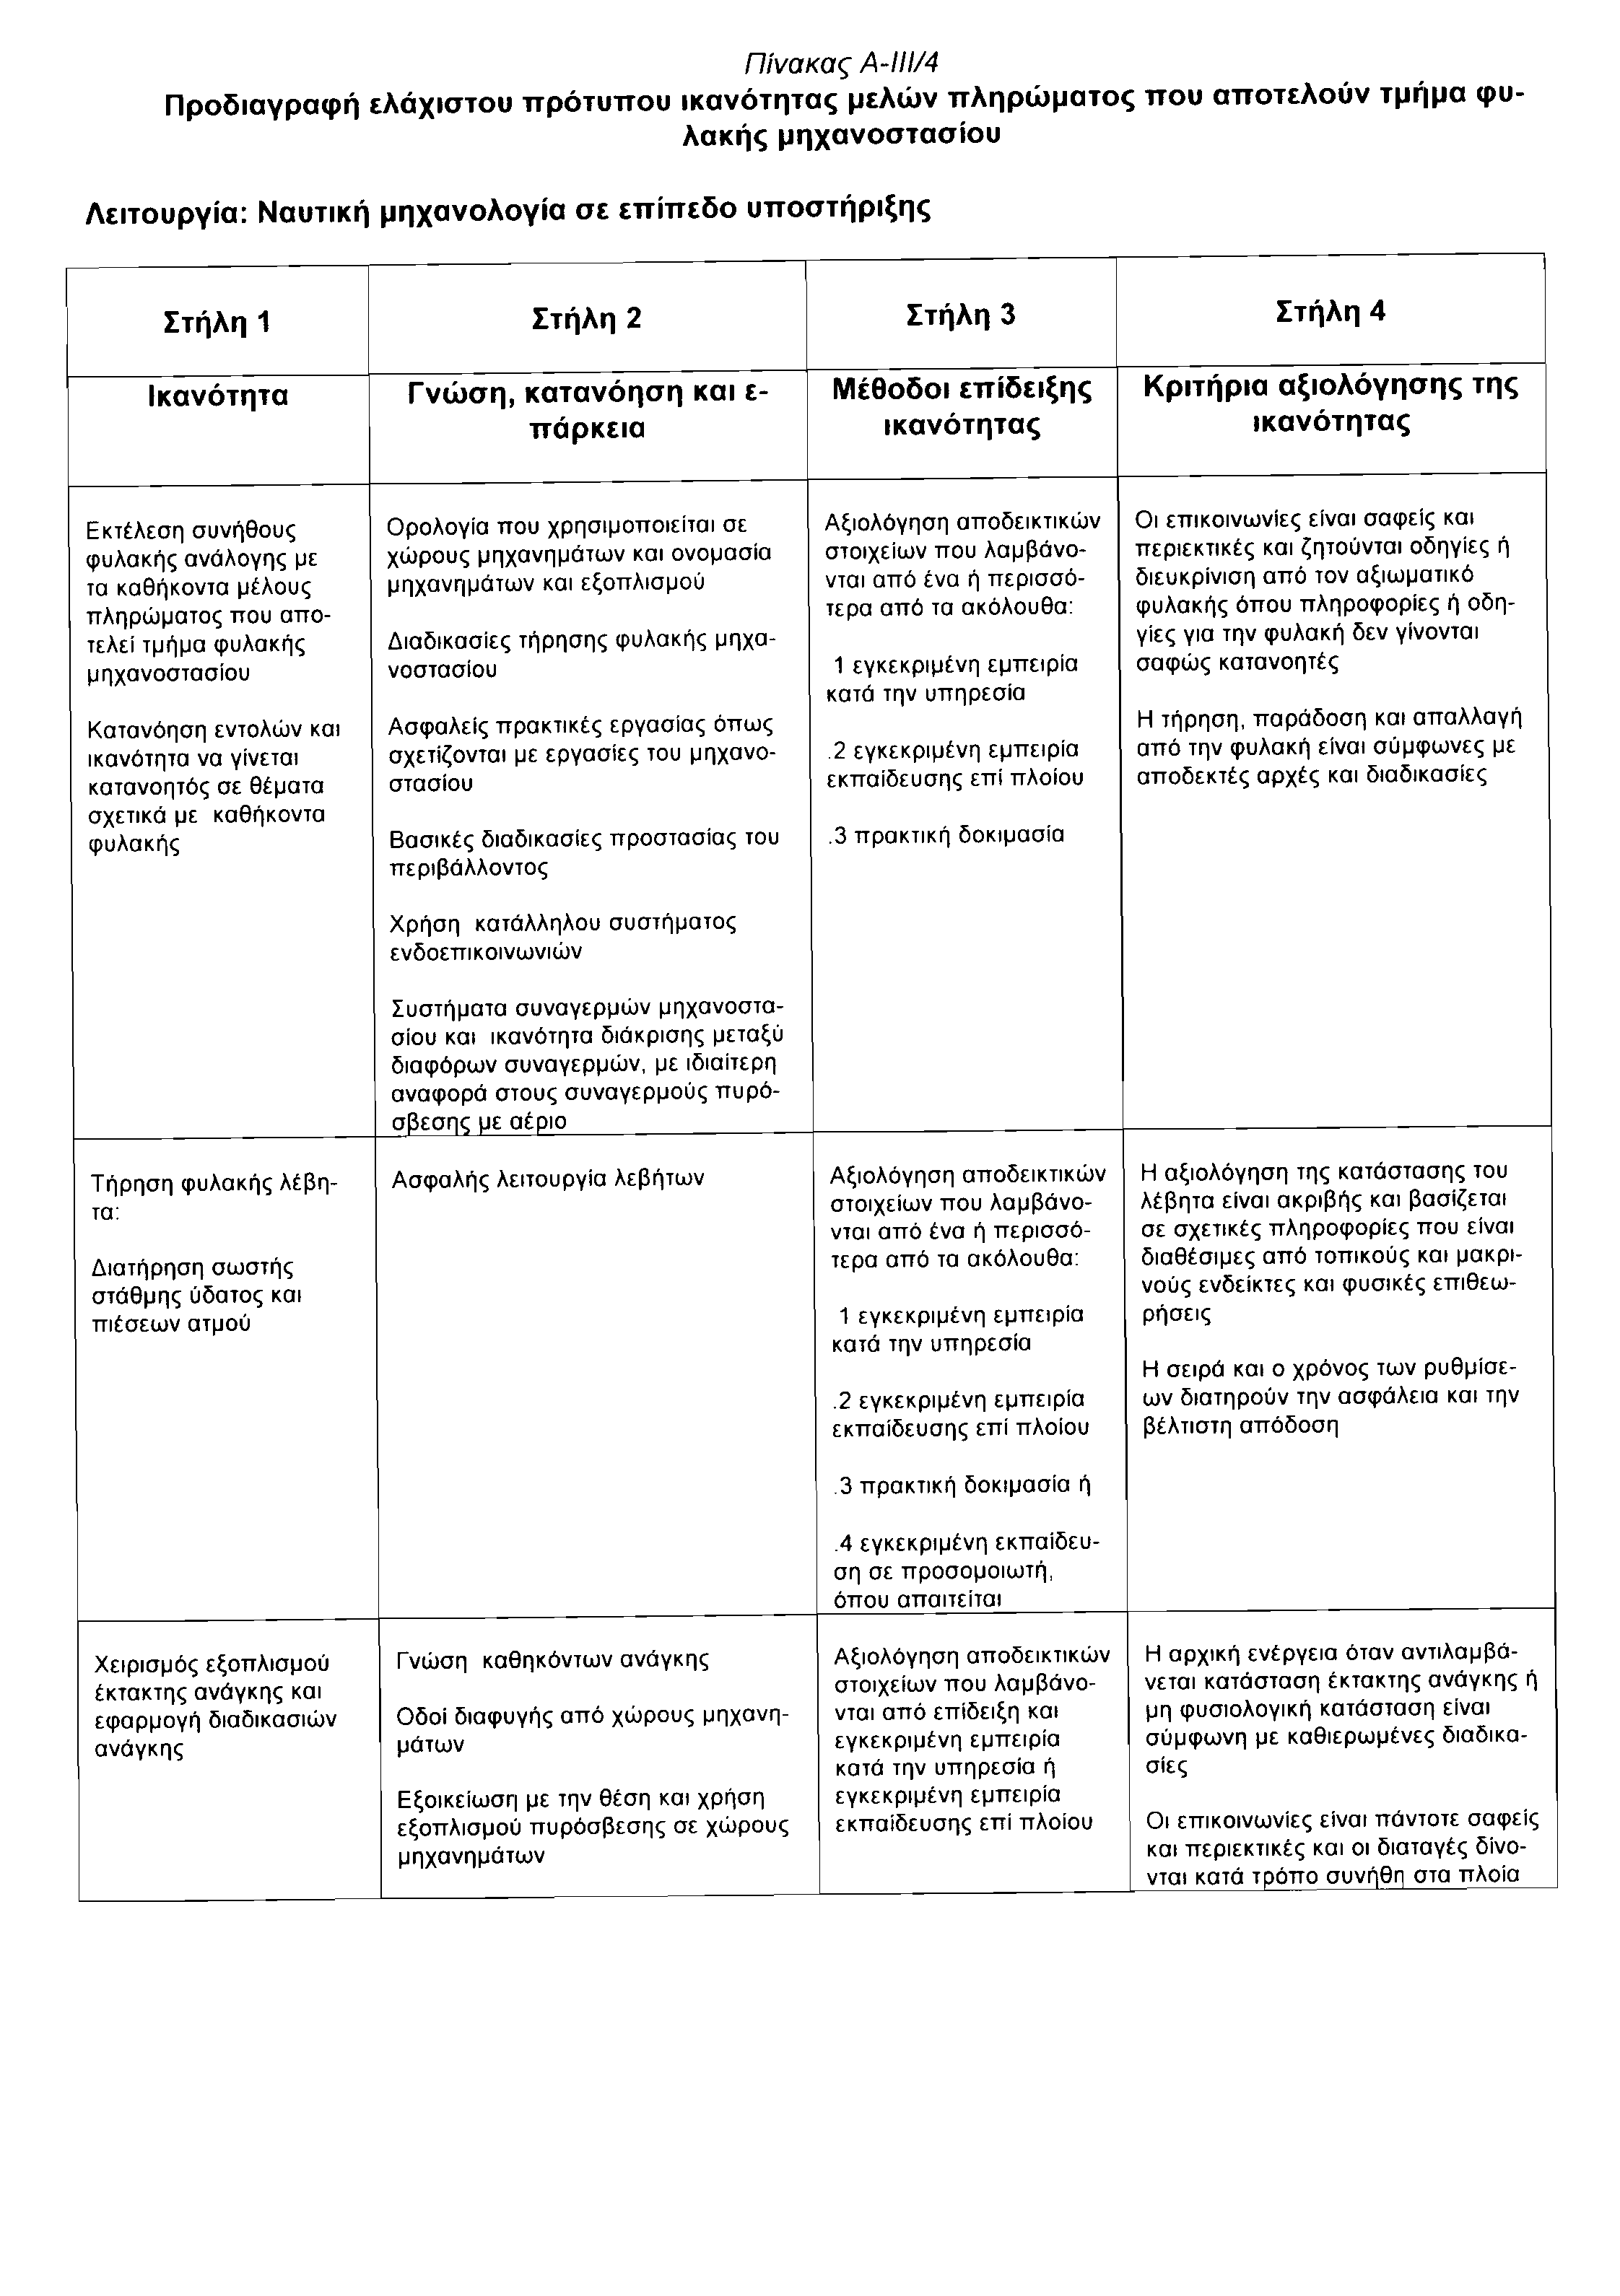 Πίνακας Α-ΙΙΙ/4
Προδιαγραφή ελάχιστου πρότυπου ικανότητας μελών πληρώματος που αποτελούν τμήμα φυ-
λακής μηχανοστασίου
Λειτουργία: Ναυτική μηχανολογία σε επίπεδο υποστήριξης
Στήλη 1
Στήλη 2
Στήλη 3
Στήλη 4
Ικανότητα
Γνώση, κατανόηση και ε-
πάρκεια
Μέθοδοι επίδειξης
ικανότητας
Κριτήρια αξιολόγησης της
ικανότητας
Εκτέλεση συνήθους
φυλακής ανάλογης με
τα καθήκοντα μέλους
πληρώματος που απο-
τελεί τμήμα φυλακής
μηχανοστασίου
Κατανόηση εντολών και
ικανότητα να γίνεται
κατανοητός σε θέματα
σχετικά με καθήκοντα
φυλακής
Ορολογία που χρησιμοποιείται σε
χώρους μηχανημάτων και ονομασία
μηχανημάτων και εξοπλισμού
Διαδικασίες τήρησης φυλακής μηχα-
νοστασίου
Ασφαλείς πρακτικές εργασίας όπως
σχετίζονται με εργασίες του μηχανο-
στασίου
Βασικές διαδικασίες προστασίας του
περιβάλλοντος
Χρήση κατάλληλου συστήματος
ενδοεπικοινωνιών
Συστήματα συναγερμών μηχανοστα-
σίου και ικανότητα διάκρισης μεταξύ
διαφόρων συναγερμών, με ιδιαίτερη
αναφορά στους συναγερμούς πυρό-
σβεσης με αέριο
Αξιολόγηση αποδεικτικών
στοιχείων που λαμβάνο-
νται από ένα ή περισσό-
τερα από τα ακόλουθα:
1 εγκεκριμένη εμπειρία
κατά την υπηρεσία
.2 εγκεκριμένη εμπειρία
εκπαίδευσης επί πλοίου
.3 πρακτική δοκιμασία
Οι επικοινωνίες είναι σαφείς και
περιεκτικές και ζητούνται οδηγίες ή
διευκρίνιση από τον αξιωματικό
φυλακής όπου πληροφορίες ή οδη-
γίες για την φυλακή δεν γίνονται
σαφώς κατανοητές
Η τήρηση, παράδοση και απαλλαγή
από την φυλακή είναι σύμφωνες με
αποδεκτές αρχές και διαδικασίες
Τήρηση φυλακής λέβη-
τα:
Διατήρηση σωστής
στάθμης ύδατος και
πιέσεων ατμού
Ασφαλής λειτουργία λεβήτων
Αξιολόγηση αποδεικτικών
στοιχείων που λαμβάνο-
νται από ένα ή περισσό-
τερα από τα ακόλουθα:
1 εγκεκριμένη εμπειρία
κατά την υπηρεσία
.2 εγκεκριμένη εμπειρία
εκπαίδευσης επί πλοίου
.3 πρακτική δοκιμασία ή
.4 εγκεκριμένη εκπαίδευ-
ση σε προσομοιωτή,
όπου απαιτείται
Η αξιολόγηση της κατάστασης του
λέβητα είναι ακριβής και βασίζεται
σε σχετικές πληροφορίες που είναι
διαθέσιμες από τοπικούς και μακρι-
νούς ενδείκτες και φυσικές επιθεω-
ρήσεις
Η σειρά και ο χρόνος των ρυθμίσε-
ων διατηρούν την ασφάλεια και την
βέλτιστη απόδοση
Χειρισμός εξοπλισμού
έκτακτης ανάγκης και
εφαρμογή διαδικασιών
ανάγκης
Γνώση καθηκόντων ανάγκης
Οδοί διαφυγής από χώρους μηχανη-
μάτων
Εξοικείωση με την θέση και χρήση
εξοπλισμού πυρόσβεσης σε χώρους
μηχανημάτων
Αξιολόγηση αποδεικτικών
στοιχείων που λαμβάνο-
νται από επίδειξη και
εγκεκριμένη εμπειρία
κατά την υπηρεσία ή
εγκεκριμένη εμπειρία
εκπαίδευσης επί πλοίου
Η αρχική ενέργεια όταν αντιλαμβά-
νεται κατάσταση έκτακτης ανάγκης ή
μη φυσιολογική κατάσταση είναι
σύμφωνη με καθιερωμένες διαδικα-
σίες
Οι επικοινωνίες είναι πάντοτε σαφείς
και περιεκτικές και οι διαταγές δίνο-
νται κατά τρόπο συνήθη στα πλοία